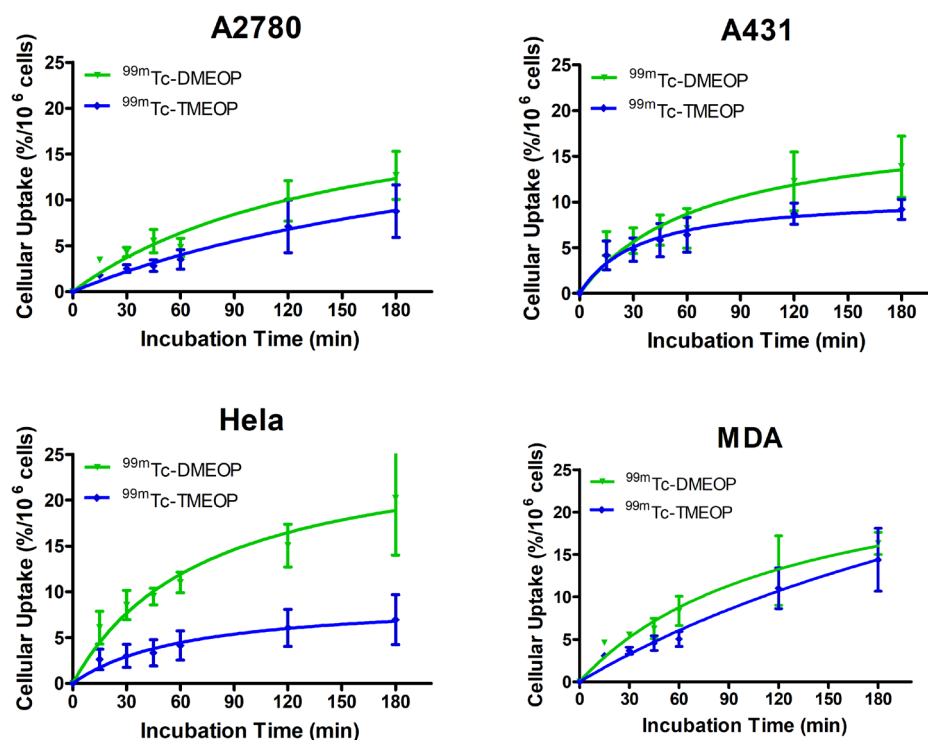 A2780
Cellular Uptake (%/10⁶ cells)
25
20
15
10
5
0
⁹⁹ᵐTc-DMEOP
⁹⁹ᵐTc-TMEOP
0 30 60 90 120 150 180
Incubation Time (min)
A431
Cellular Uptake (%/10⁶ cells)
25
20
15
10
5
0
⁹⁹ᵐTc-DMEOP
⁹⁹ᵐTc-TMEOP
0 30 60 90 120 150 180
Incubation Time (min)
Hela
Cellular Uptake (%/10⁶ cells)
25
20
15
10
5
0
⁹⁹ᵐTc-DMEOP
⁹⁹ᵐTc-TMEOP
0 30 60 90 120 150 180
Incubation Time (min)
MDA
Cellular Uptake (%/10⁶ cells)
25
20
15
10
5
0
⁹⁹ᵐTc-DMEOP
⁹⁹ᵐTc-TMEOP
0 30 60 90 120 150 180
Incubation Time (min)